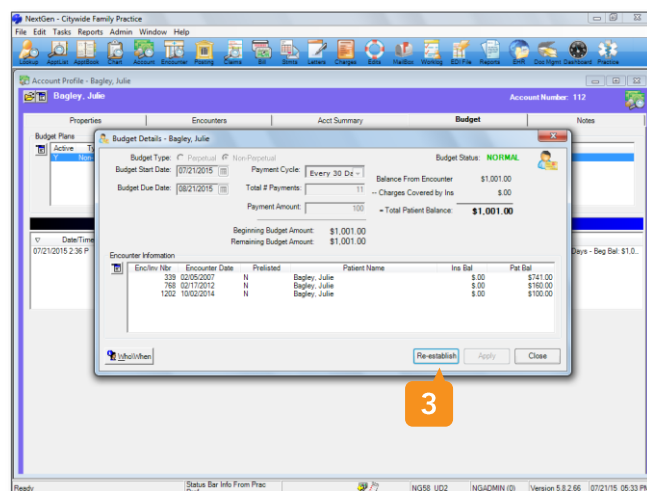 NextGen - Citywide Family Practice
File Edit Tasks Reports Admin Window Help
Lookup ApptList ApptBook Chart Account Encounter Posting Claims Bill Stmts Letters Charges Edits MailBox Worklog EDI File Reports EHR Doc Mgmt Dashboard Practice
Account Profile - Bagley, Julie
Bagley, Julie Account Number: 112
Properties Encounters Acct Summary Budget Notes
Budget Plans
Active Ty
Y Non-
Date/Time
07/21/2015 2:36 P
Days - Beg Bal: $1,0...
Budget Details - Bagley, Julie
Budget Type: Perpetual Non-Perpetual Budget Status: NORMAL
Budget Start Date: 07/21/2015 Payment Cycle: Every 30 Da
Balance From Encounter $1,001.00
Budget Due Date: 08/21/2015 Total # Payments: 11
-- Charges Covered by Ins $.00
Payment Amount: 100
= Total Patient Balance: $1,001.00
Beginning Budget Amount: $1,001.00
Remaining Budget Amount: $1,001.00
Encounter Information
Enc/Inv Nbr Encounter Date Prelisted Patient Name Ins Bal Pat Bal
339 02/05/2007 N Bagley, Julie $.00 $741.00
768 02/17/2012 N Bagley, Julie $.00 $160.00
1202 10/02/2014 N Bagley, Julie $.00 $100.00
Who/When Re-establish Apply Close
3
Ready Status Bar Info From Prac NG58_UD2 NGADMIN (0) Version 5.8.2.66 07/21/15 05:33 PM